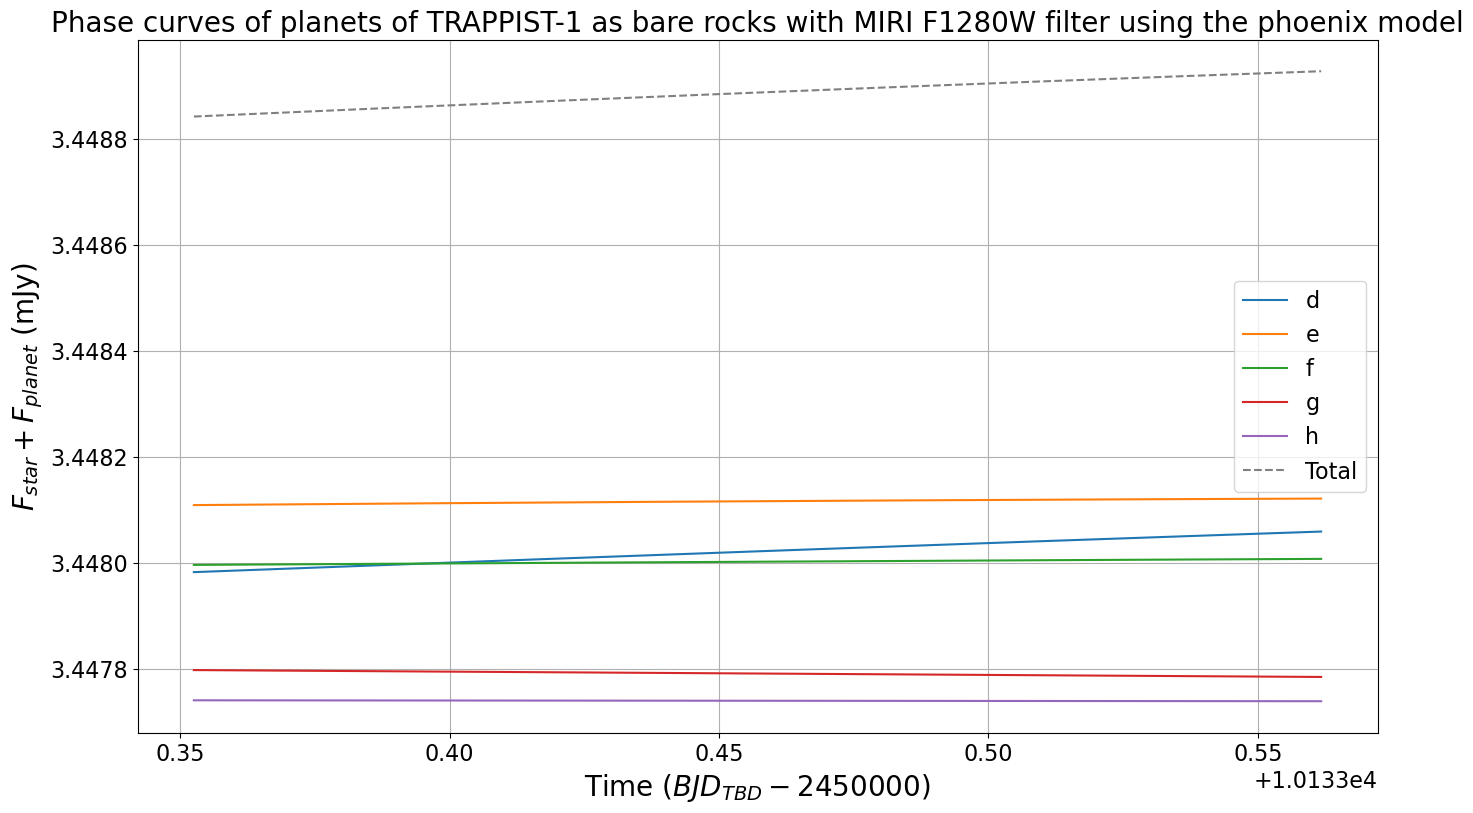 Phase curves of planets of TRAPPIST-1 as bare rocks with MIRI F1280W filter using the phoenix model
3.4488
3.4486
3.4484
3.4482
3.4480
3.4478
F_star + F_planet (mJy)
d
e
f
g
h
Total
0.35 0.40 0.45 0.50 0.55
+1.0133e4
Time (BJD_TBD − 2450000)